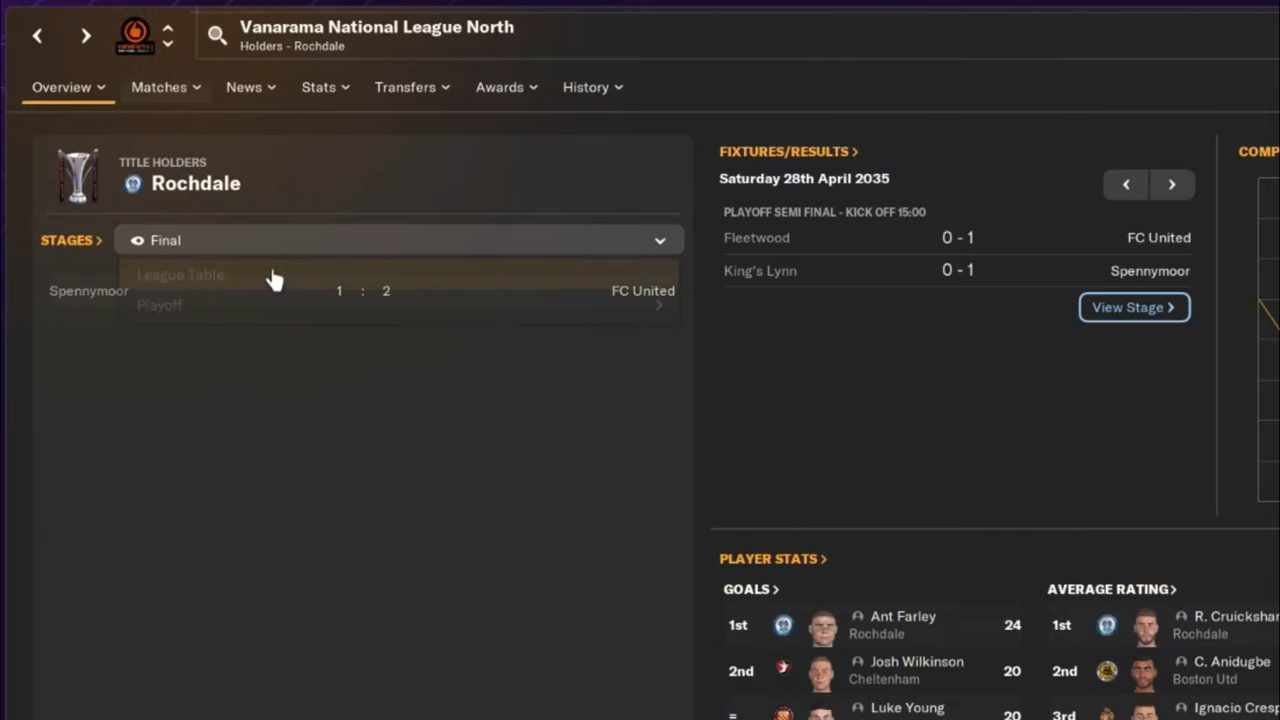 Vanarama National League North
Holders - Rochdale
Overview
Matches
News
Stats
Transfers
Awards
History
TITLE HOLDERS
Rochdale
STAGES
Final
League Table
Spennymoor 1 : 2 FC United
Playoff
FIXTURES/RESULTS
Saturday 28th April 2035
PLAYOFF SEMI FINAL - KICK OFF 15:00
Fleetwood 0 - 1 FC United
King's Lynn 0 - 1 Spennymoor
View Stage
COMP
PLAYER STATS
GOALS
1st Ant Farley 24
Rochdale
2nd Josh Wilkinson 20
Cheltenham
= Luke Young 20
AVERAGE RATING
1st R. Cruickshar
Rochdale
2nd C. Anidugbe
Boston Utd
3rd Ignacio Cresp